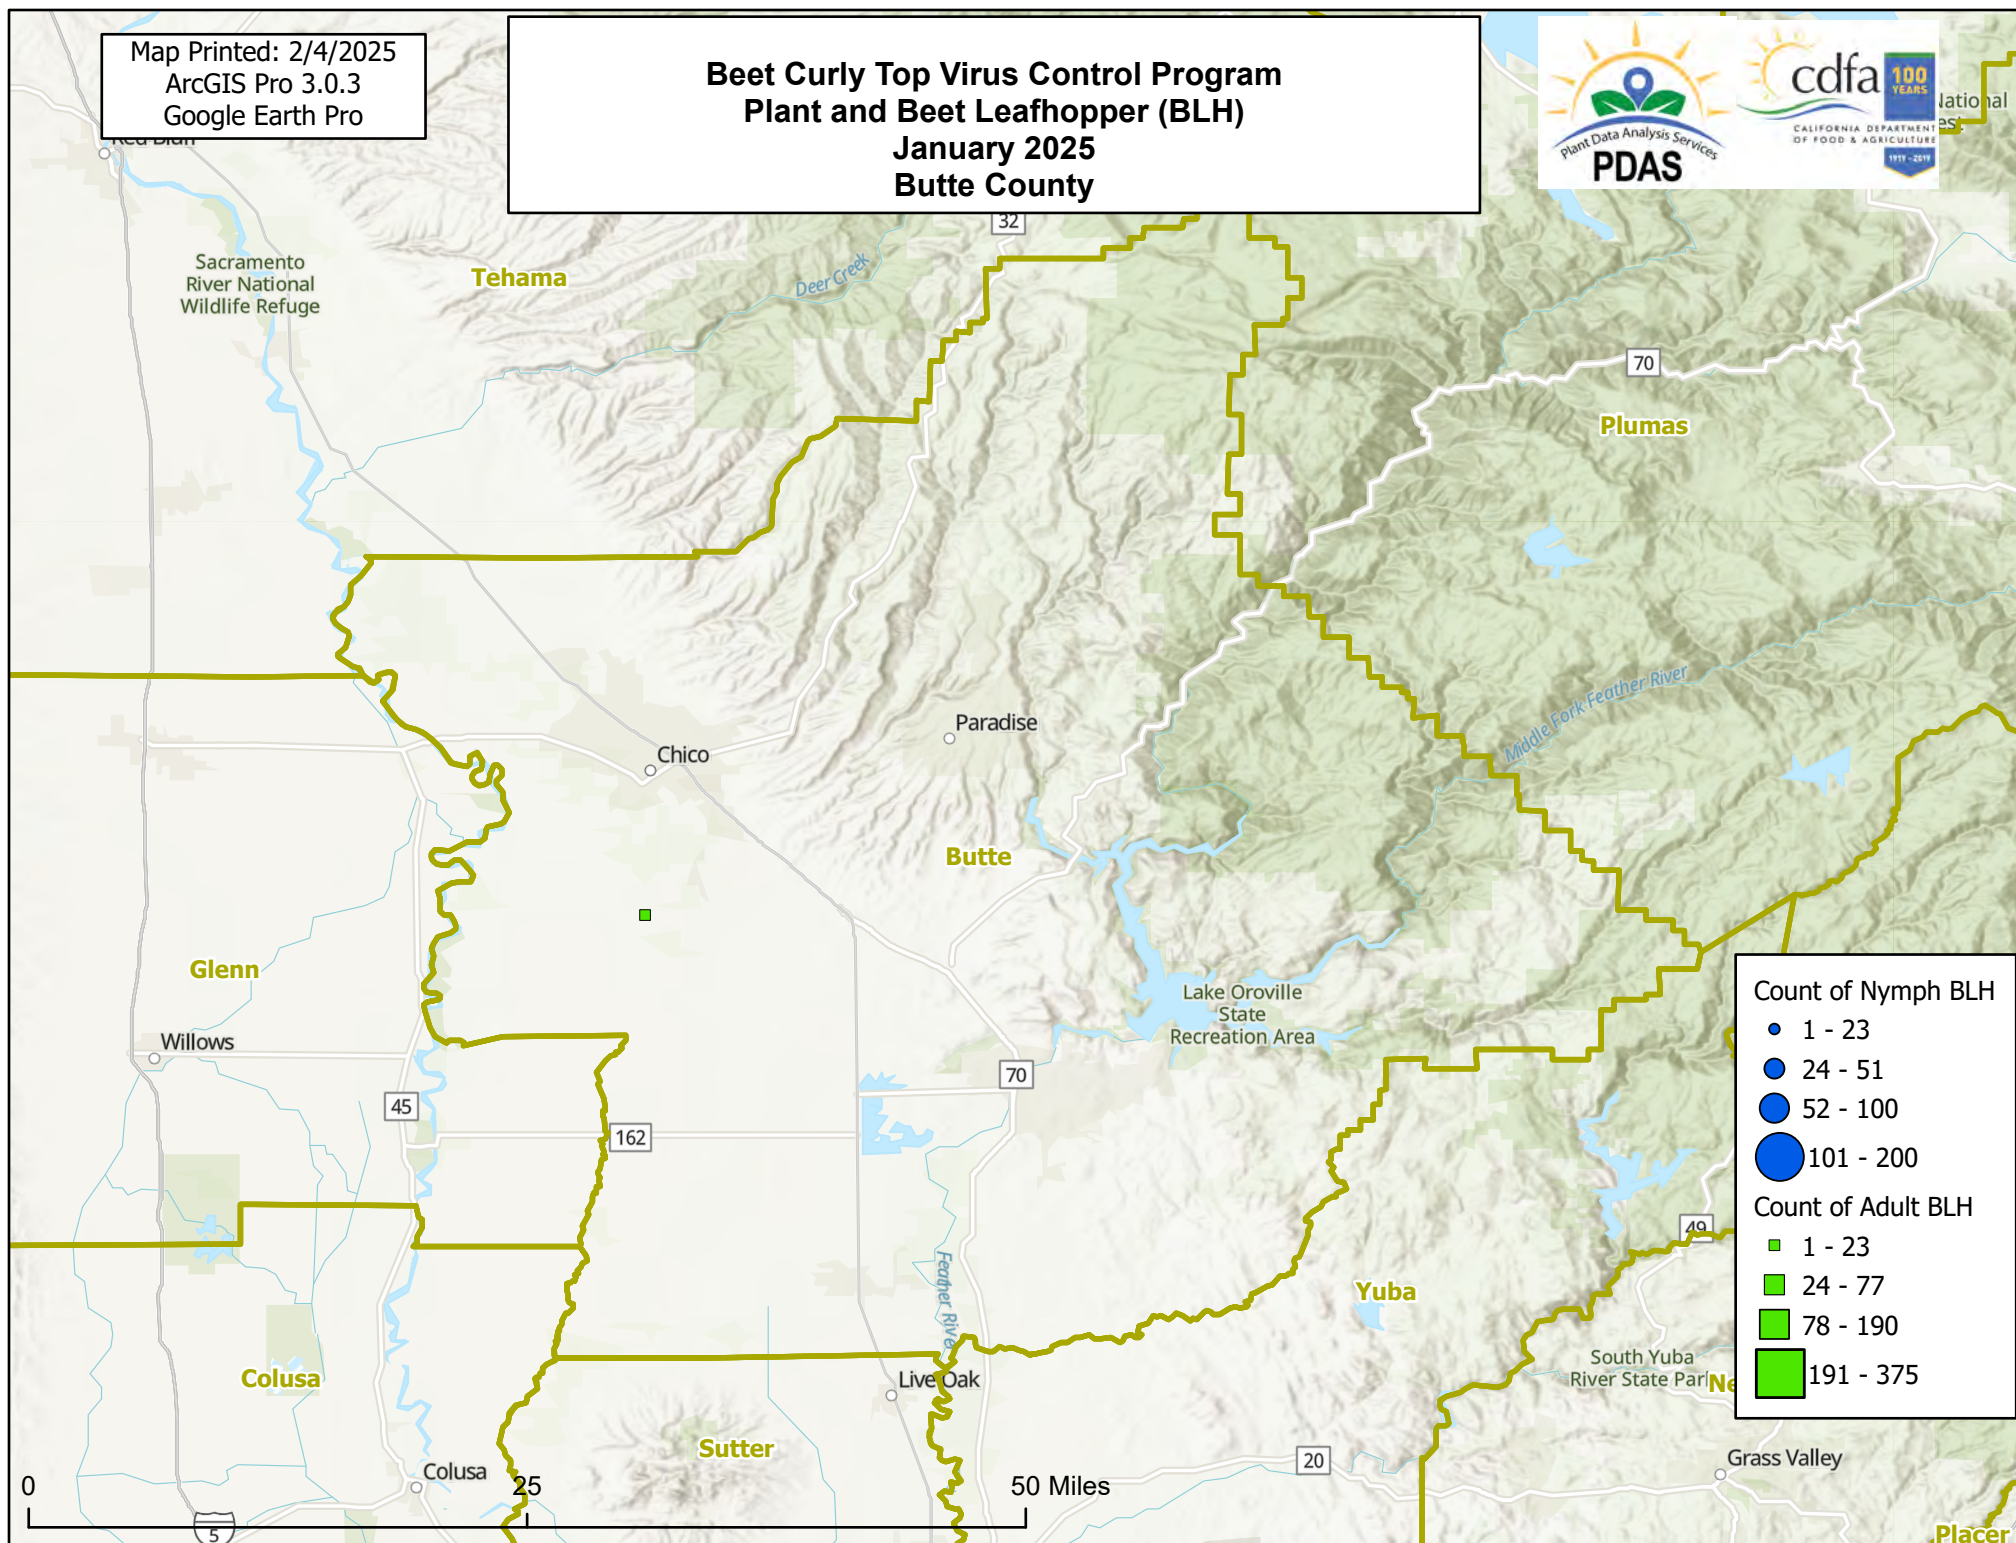 Map Printed: 2/4/2025
ArcGIS Pro 3.0.3
Google Earth Pro
Beet Curly Top Virus Control Program
Plant and Beet Leafhopper (BLH)
January 2025
Butte County
Plant Data Analysis Services
PDAS
cdfa
100
YEARS
CALIFORNIA DEPARTMENT
OF FOOD & AGRICULTURE
1919 - 2019
National
32
Sacramento
River National
Wildlife Refuge
Tehama
Deer Creek
70
Plumas
Middle Fork Feather River
Paradise
Chico
Butte
Glenn
Willows
Lake Oroville
State
Recreation Area
70
45
162
49
Feather River
Yuba
South Yuba
River State Park
Live Oak
Colusa
Sutter
Colusa
20
Grass Valley
Placer
5
0
25
50 Miles
Count of Nymph BLH
1 - 23
24 - 51
52 - 100
101 - 200
Count of Adult BLH
1 - 23
24 - 77
78 - 190
191 - 375